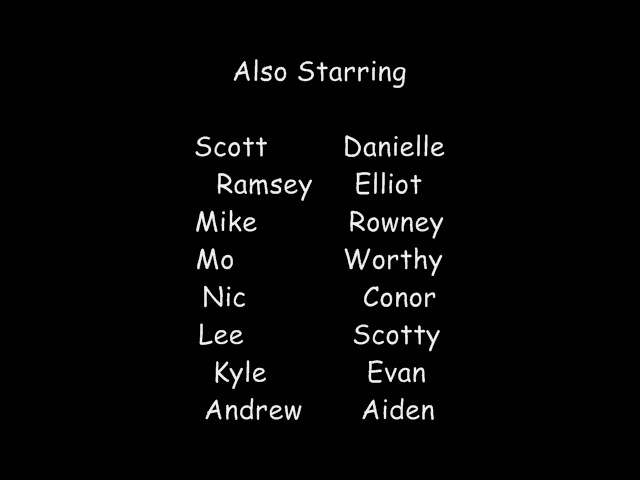 Also Starring
Scott Danielle
Ramsey Elliot
Mike Rowney
Mo Worthy
Nic Conor
Lee Scotty
Kyle Evan
Andrew Aiden